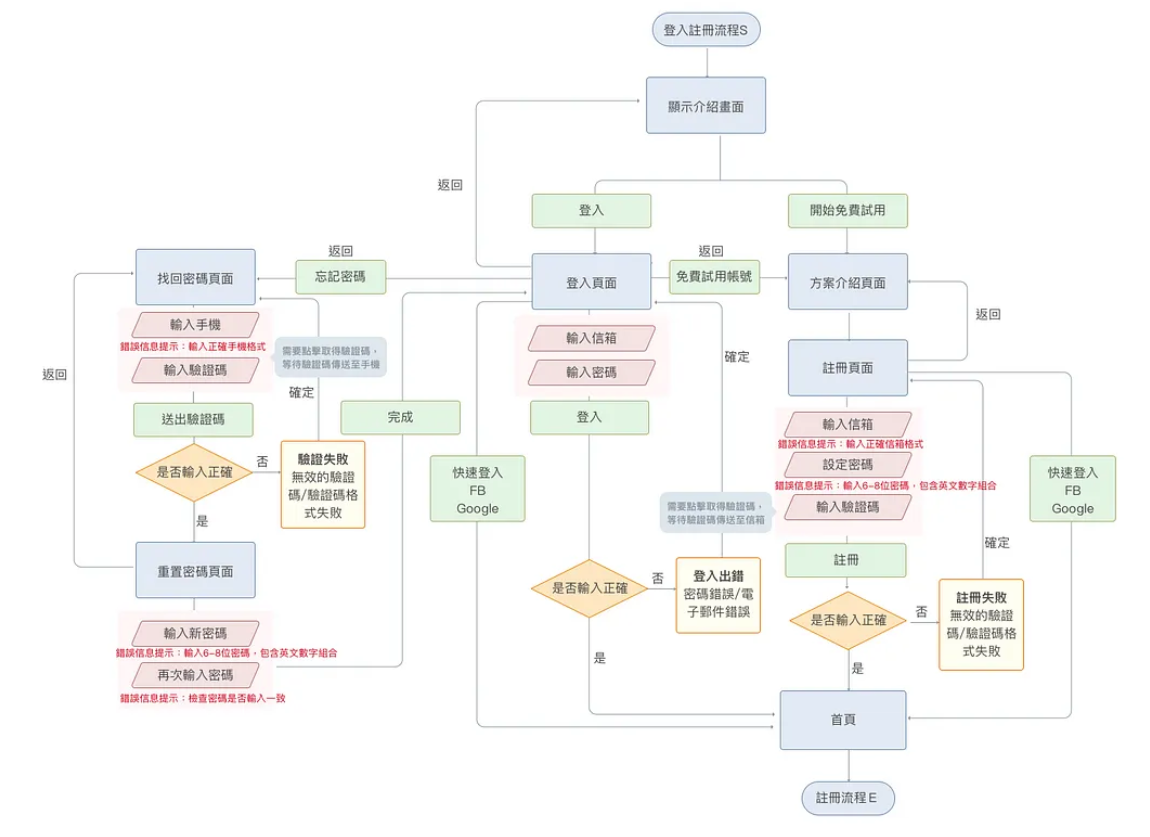 登入註冊流程S
顯示介紹畫面
返回
登入
開始免費試用
返回
返回
找回密碼頁面
忘記密碼
登入頁面
免費試用帳號
方案介紹頁面
返回
輸入手機
錯誤信息提示：輸入正確手機格式
輸入驗證碼
需要點擊取得驗證碼，
等待驗證碼傳送至手機
返回
確定
送出驗證碼
是否輸入正確
否
驗證失敗
無效的驗證
碼/驗證碼格
式失敗
是
重置密碼頁面
輸入新密碼
錯誤信息提示：輸入6~8位密碼，包含英文數字組合
再次輸入密碼
錯誤信息提示：檢查密碼是否輸入一致
完成
輸入信箱
輸入密碼
登入
確定
快速登入
FB
Google
是否輸入正確
否
登入出錯
密碼錯誤/電
子郵件錯誤
是
註冊頁面
輸入信箱
錯誤信息提示：輸入正確信箱格式
設定密碼
錯誤信息提示：輸入6~8位密碼，包含英文數字組合
輸入驗證碼
需要點擊取得驗證碼，
等待驗證碼傳送至信箱
註冊
是否輸入正確
否
註冊失敗
無效的驗證
碼/驗證碼格
式失敗
確定
快速登入
FB
Google
是
首頁
註冊流程E